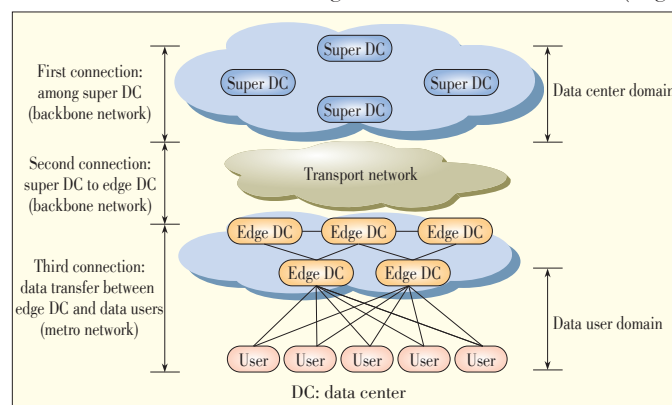 Super DC
First connection:
among super DC
(backbone network)
Super DC
Super DC
Data center domain
Super DC
Second connection:
super DC to edge DC
(backbone network)
Transport network
Edge DC
Edge DC
Edge DC
Third connection:
data transfer between
edge DC and data users
(metro network)
Edge DC
Edge DC
Data user domain
User
User
User
User
User
DC: data center